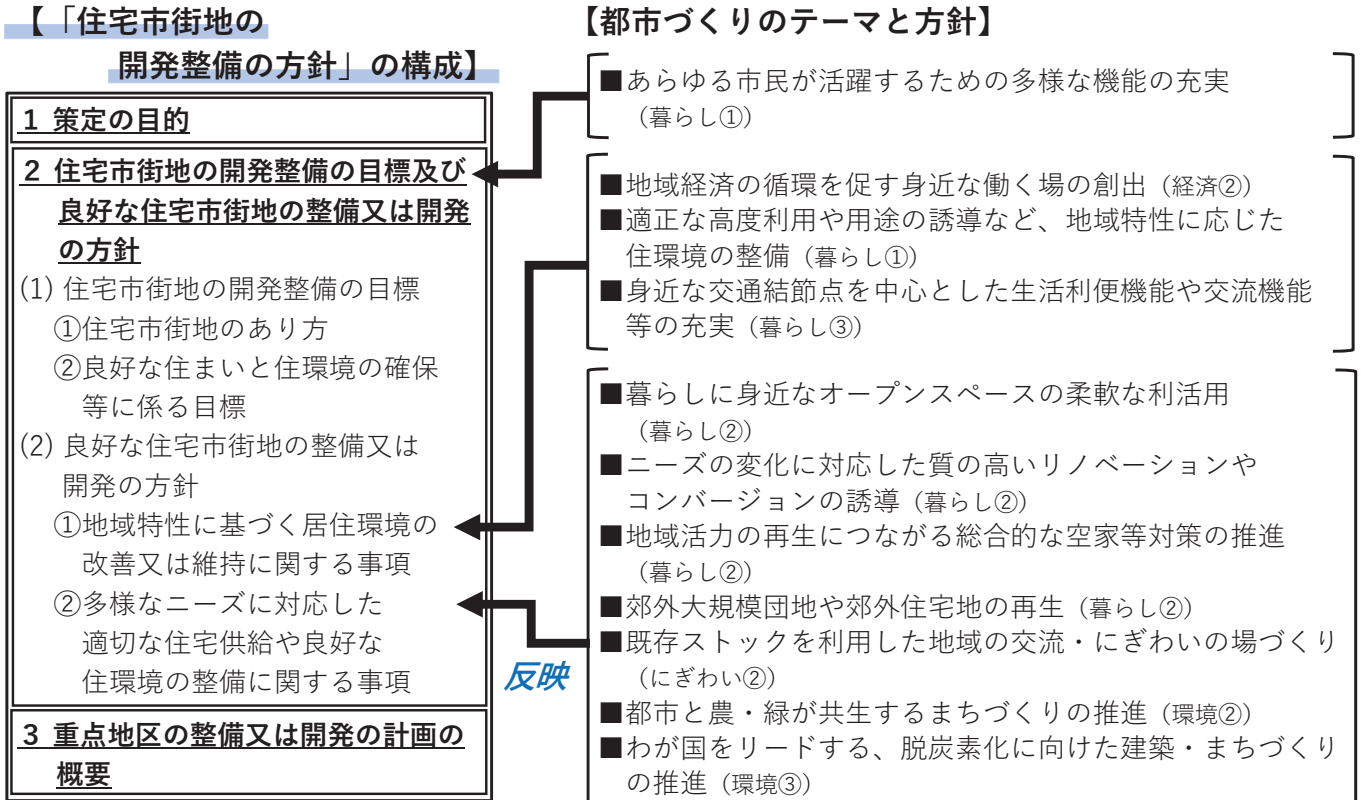 【「住宅市街地の
開発整備の方針」の構成】
1 策定の目的
2 住宅市街地の開発整備の目標及び
良好な住宅市街地の整備又は開発
の方針
(1) 住宅市街地の開発整備の目標
①住宅市街地のあり方
②良好な住まいと住環境の確保
等に係る目標
(2) 良好な住宅市街地の整備又は
開発の方針
①地域特性に基づく居住環境の
改善又は維持に関する事項
②多様なニーズに対応した
適切な住宅供給や良好な
住環境の整備に関する事項
3 重点地区の整備又は開発の計画の
概要
反映
【都市づくりのテーマと方針】
■あらゆる市民が活躍するための多様な機能の充実
（暮らし①）
■地域経済の循環を促す身近な働く場の創出（経済②）
■適正な高度利用や用途の誘導など、地域特性に応じた
住環境の整備（暮らし①）
■身近な交通結節点を中心とした生活利便機能や交流機能
等の充実（暮らし③）
■暮らしに身近なオープンスペースの柔軟な利活用
（暮らし②）
■ニーズの変化に対応した質の高いリノベーションや
コンバージョンの誘導（暮らし②）
■地域活力の再生につながる総合的な空家等対策の推進
（暮らし②）
■郊外大規模団地や郊外住宅地の再生（暮らし②）
■既存ストックを利用した地域の交流・にぎわいの場づくり
（にぎわい②）
■都市と農・緑が共生するまちづくりの推進（環境②）
■わが国をリードする、脱炭素化に向けた建築・まちづくり
の推進（環境③）